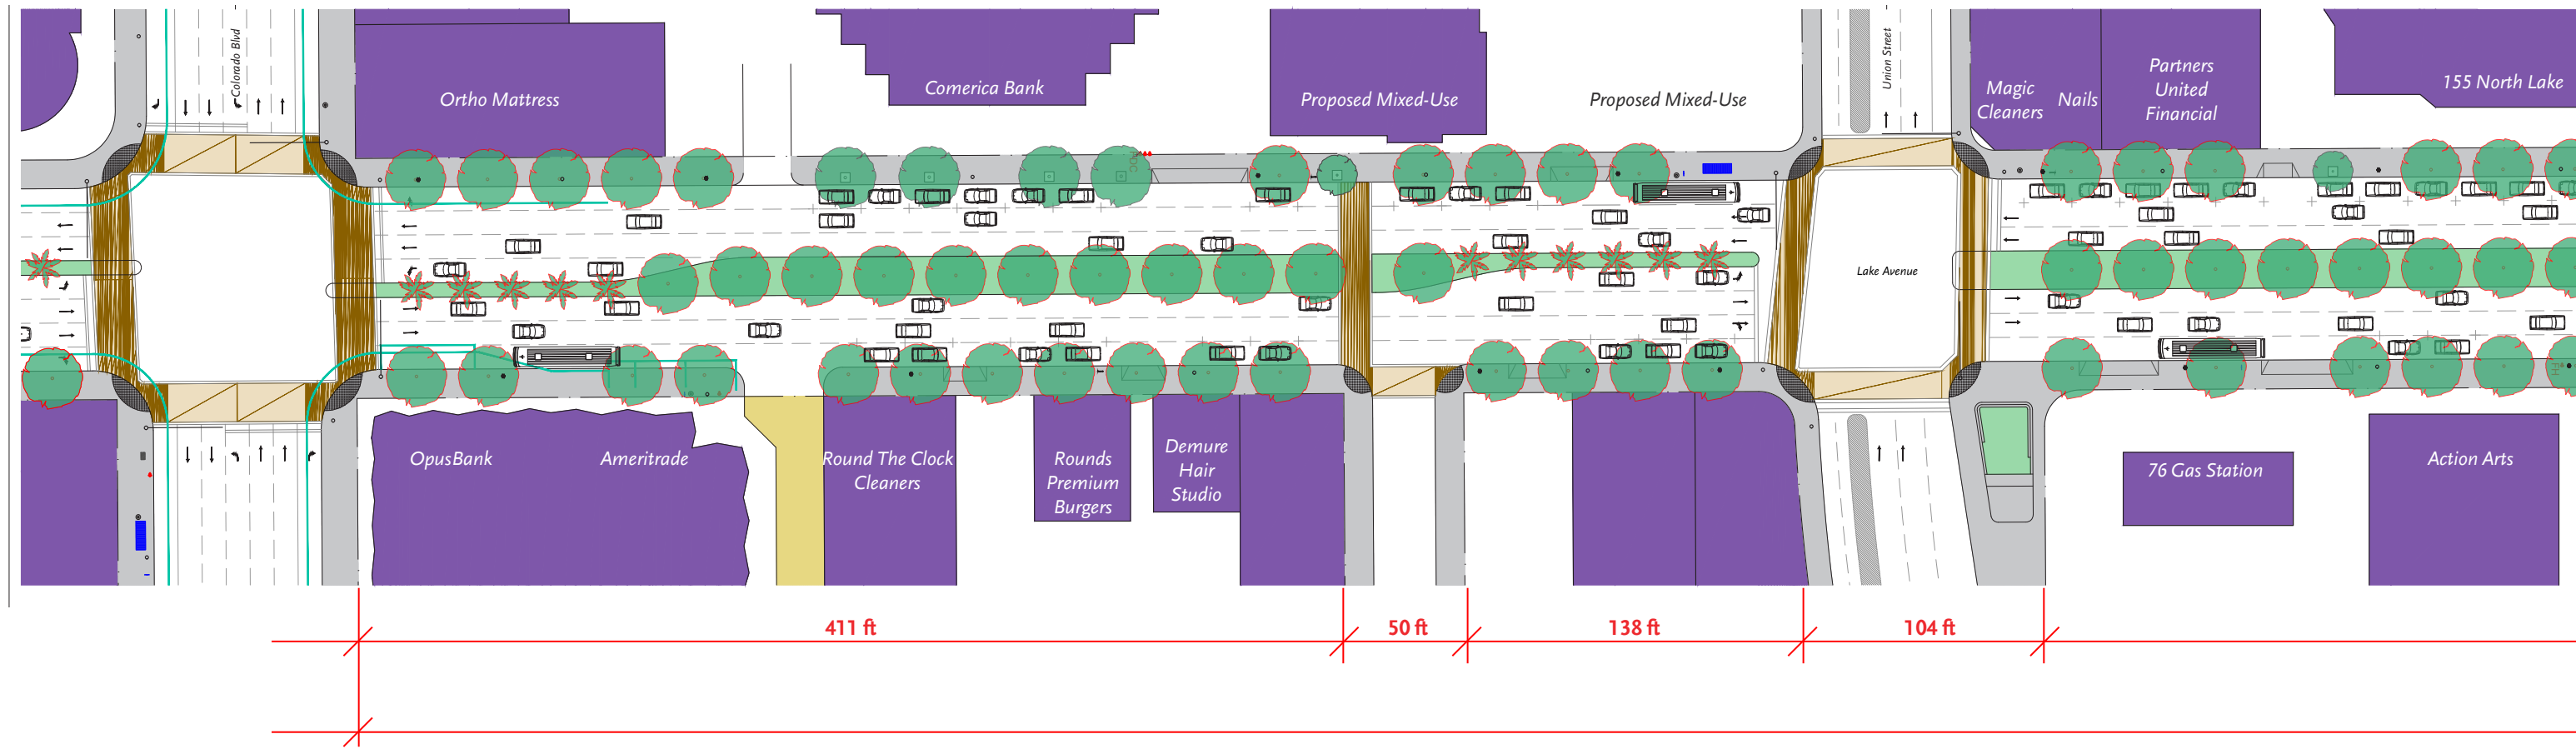 Colorado Blvd
Ortho Mattress
Comerica Bank
Proposed Mixed-Use
Proposed Mixed-Use
Union Street
Magic
Cleaners
Nails
Partners
United
Financial
155 North Lake
Lake Avenue
OpusBank
Ameritrade
Round The Clock
Cleaners
Rounds
Premium
Burgers
Demure
Hair
Studio
76 Gas Station
Action Arts
411 ft
50 ft
138 ft
104 ft